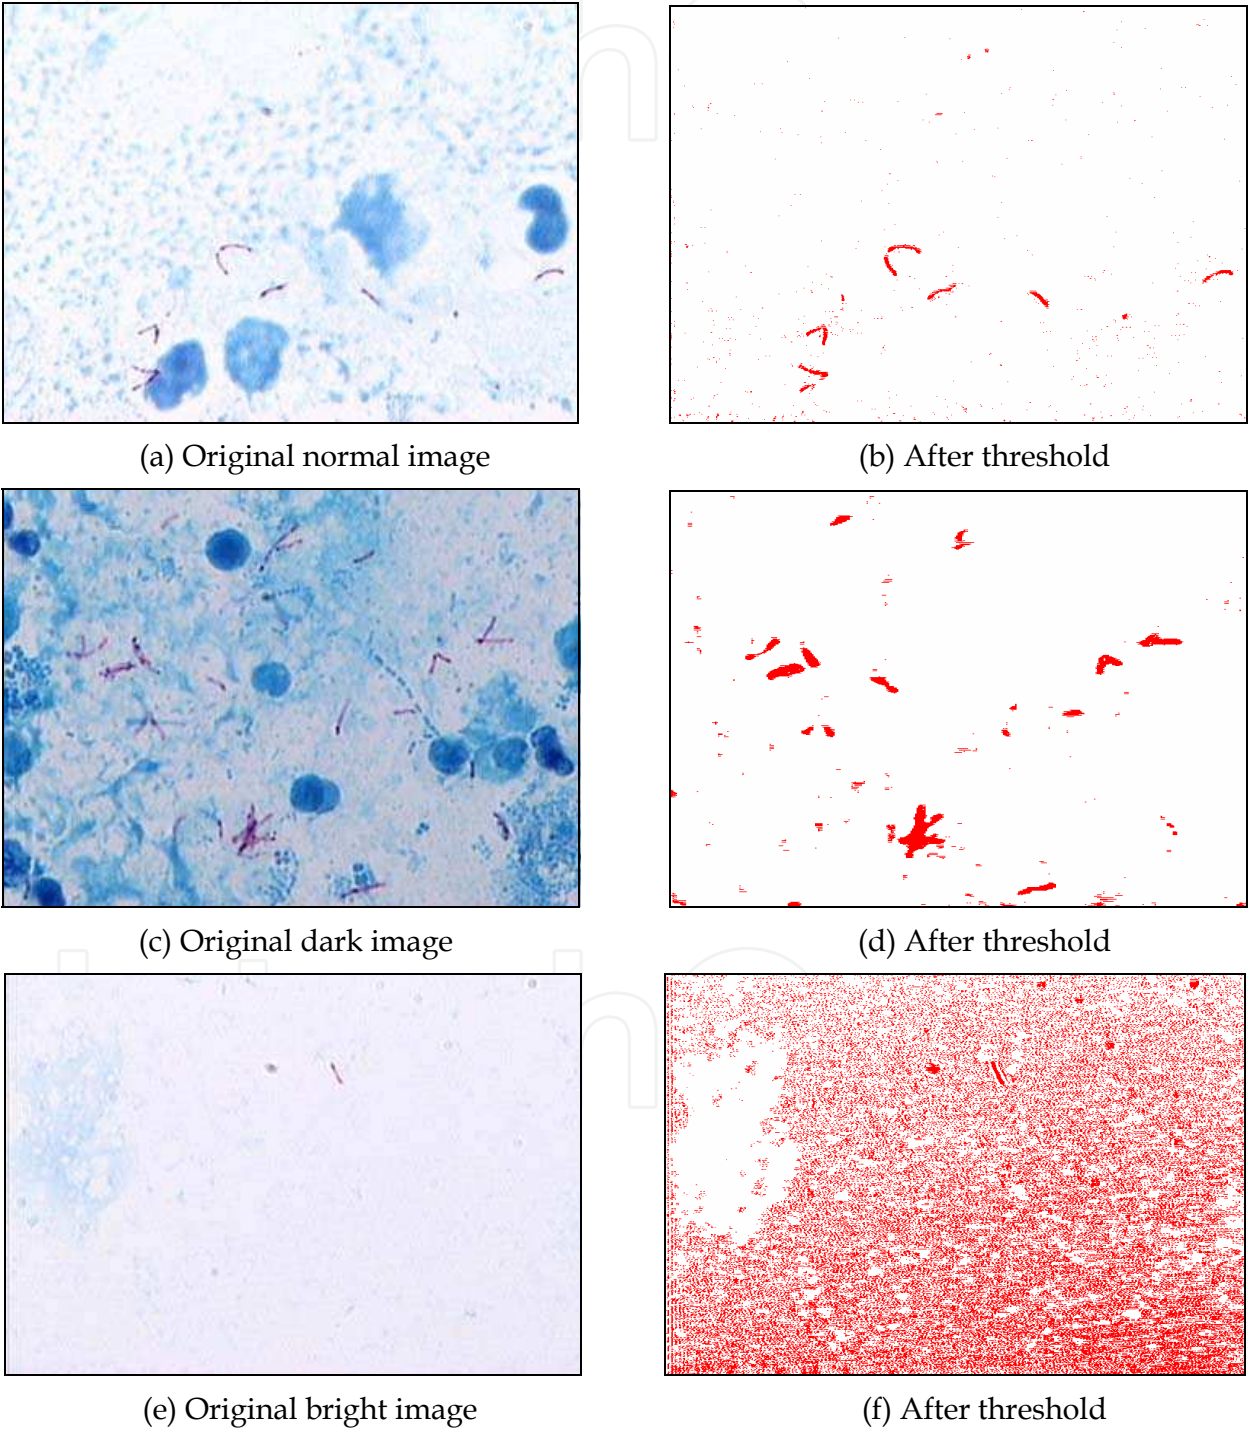 (a) Original normal image
(b) After threshold
(c) Original dark image
(d) After threshold
(e) Original bright image
(f) After threshold